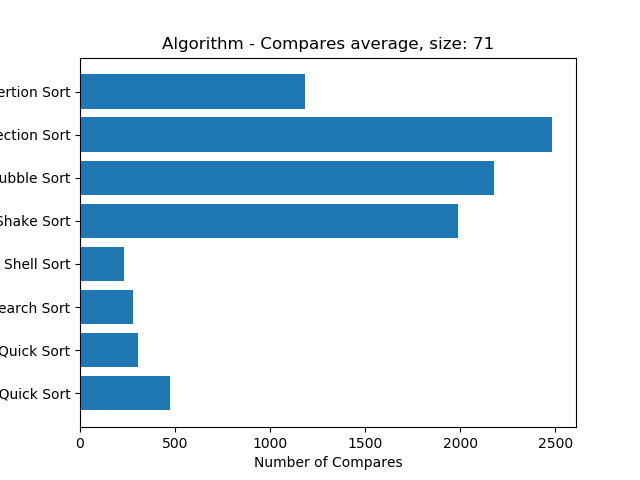 Algorithm - Compares average, size: 71
ertion Sort
ection Sort
ubble Sort
Shake Sort
Shell Sort
earch Sort
Quick Sort
Quick Sort
0 500 1000 1500 2000 2500
Number of Compares